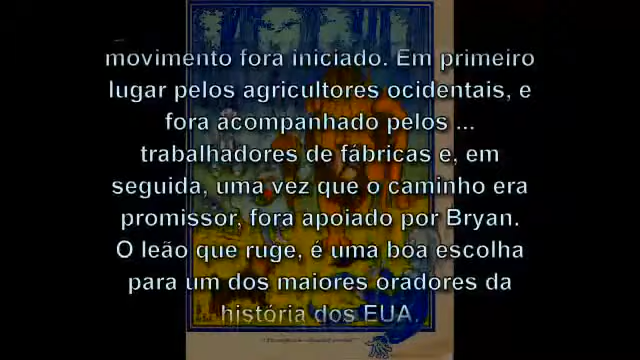 movimento fora iniciado. Em primeiro
lugar pelos agricultores ocidentais, e
fora acompanhado pelos ...
trabalhadores de fábricas e, em
seguida, uma vez que o caminho era
promissor, fora apoiado por Bryan.
O leão que ruge, é uma boa escolha
para um dos maiores oradores da
história dos EUA.